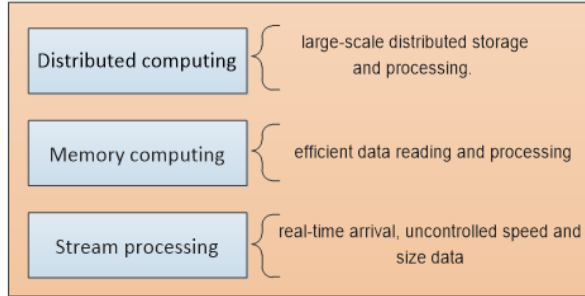 Distributed computing
large-scale distributed storage
and processing.
Memory computing
efficient data reading and processing
Stream processing
real-time arrival, uncontrolled speed and
size data